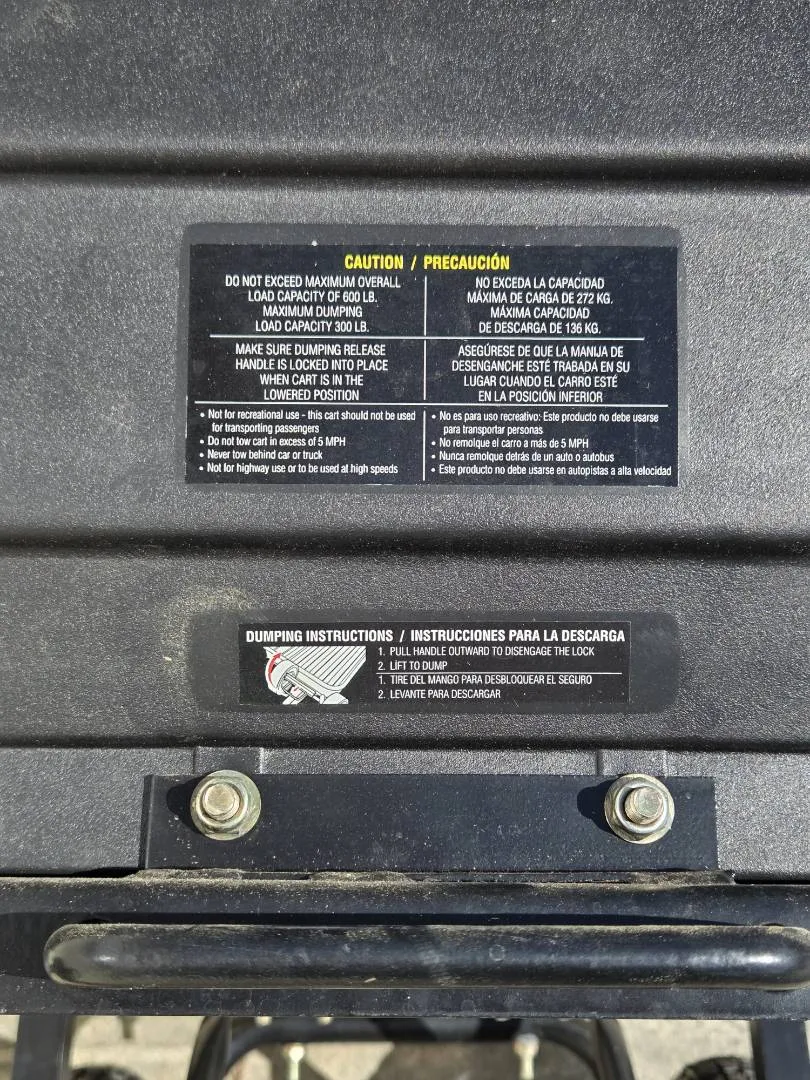 CAUTION / PRECAUCIÓN
DO NOT EXCEED MAXIMUM OVERALL
LOAD CAPACITY OF 600 LB.
MAXIMUM DUMPING
LOAD CAPACITY 300 LB.
NO EXCEDA LA CAPACIDAD
MÁXIMA DE CARGA DE 272 KG.
MÁXIMA CAPACIDAD
DE DESCARGA DE 136 KG.
MAKE SURE DUMPING RELEASE
HANDLE IS LOCKED INTO PLACE
WHEN CART IS IN THE
LOWERED POSITION
ASEGÚRESE DE QUE LA MANIJA DE
DESENGANCHE ESTÉ TRABADA EN SU
LUGAR CUANDO EL CARRO ESTÉ
EN LA POSICIÓN INFERIOR
• Not for recreational use - this cart should not be used
for transporting passengers
• Do not tow cart in excess of 5 MPH
• Never tow behind car or truck
• Not for highway use or to be used at high speeds
• No es para uso recreativo: Este producto no debe usarse
para transportar personas
• No remolque el carro a más de 5 MPH
• Nunca remolque detrás de un auto o autobus
• Este producto no debe usarse en autopistas a alta velocidad
DUMPING INSTRUCTIONS / INSTRUCCIONES PARA LA DESCARGA
1. PULL HANDLE OUTWARD TO DISENGAGE THE LOCK
2. LIFT TO DUMP
1. TIRE DEL MANGO PARA DESBLOQUEAR EL SEGURO
2. LEVANTE PARA DESCARGAR